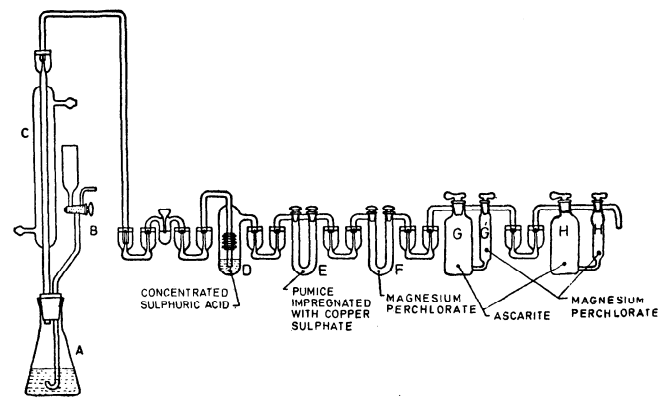 C
B
A
D
E
F
G
G'
H
H
CONCENTRATED
SULPHURIC ACID
PUMICE
IMPREGNATED
WITH COPPER
SULPHATE
MAGNESIUM
PERCHLORATE
ASCARITE
MAGNESIUM
PERCHLORATE